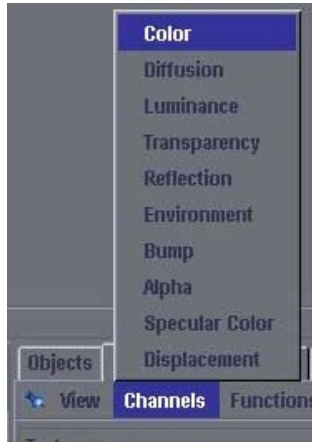 Color
Diffusion
Luminance
Transparency
Reflection
Environment
Bump
Alpha
Specular Color
Displacement
Objects
View Channels Functions